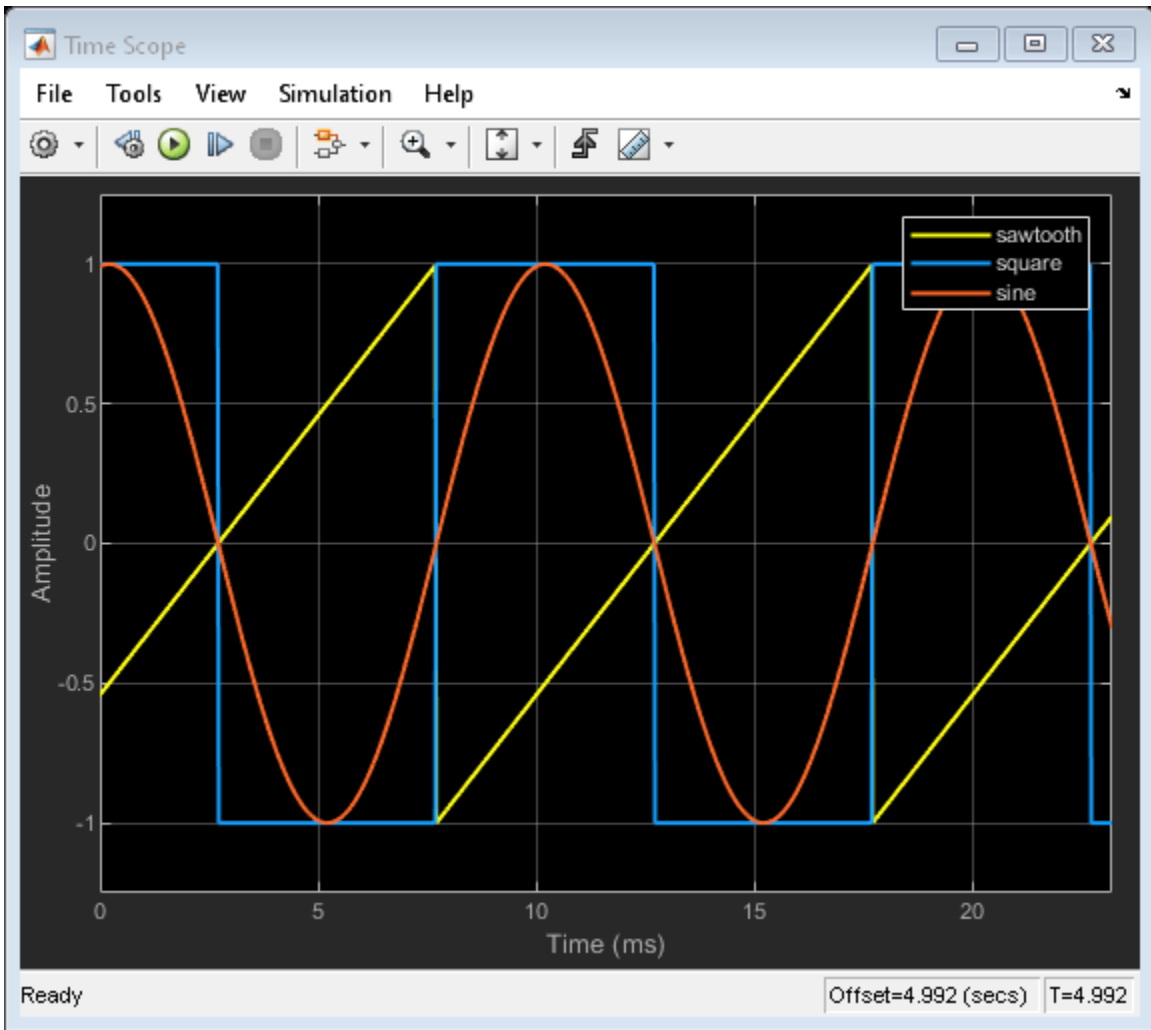 Time Scope
File Tools View Simulation Help
sawtooth
square
sine
1
0.5
0
-0.5
-1
Amplitude
0 5 10 15 20
Time (ms)
Ready Offset=4.992 (secs) T=4.992